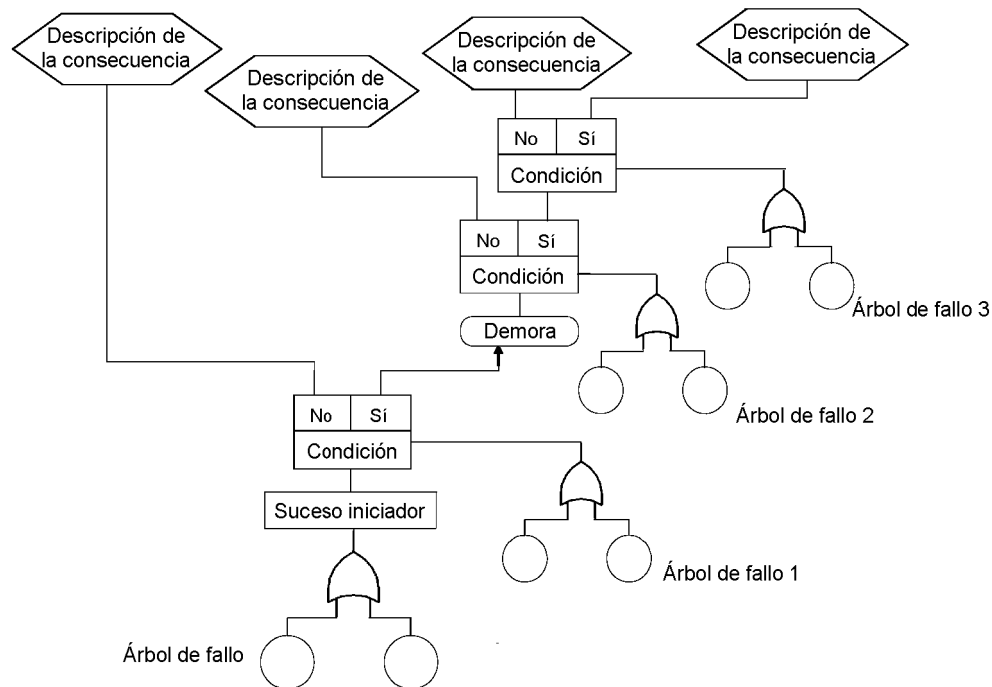 Descripción de
la consecuencia
Descripción de
la consecuencia
Descripción de
la consecuencia
Descripción de
la consecuencia
No
Sí
Condición
No
Sí
Condición
Árbol de fallo 3
Demora
Árbol de fallo 2
No
Sí
Condición
Suceso iniciador
Árbol de fallo 1
Árbol de fallo